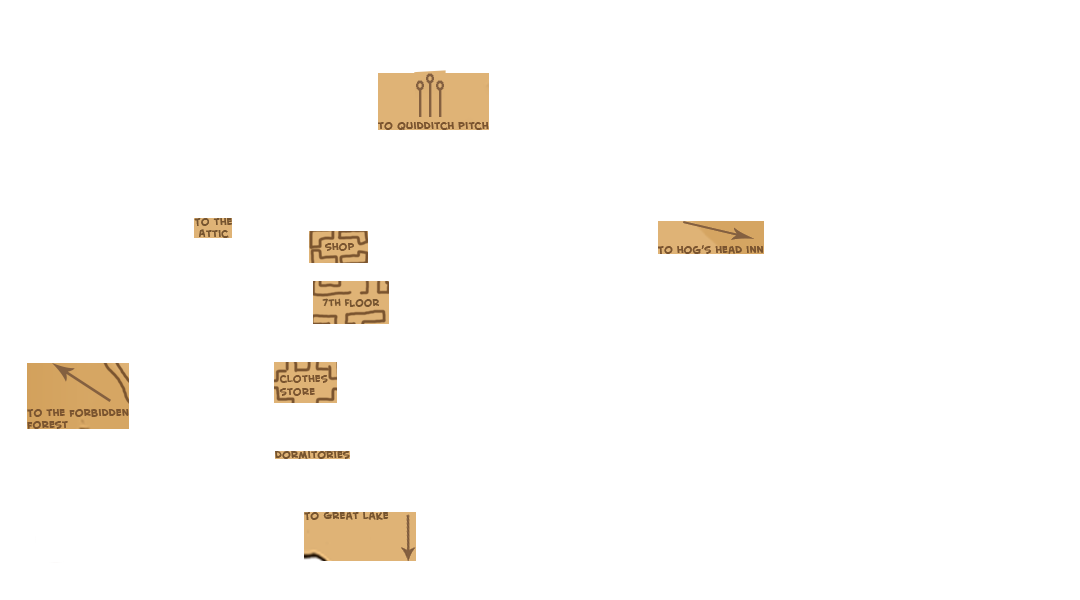 TO QUIDDITCH PITCH
TO THE
ATTIC
SHOP
TO HOG'S HEAD INN
7TH FLOOR
CLOTHES
STORE
TO THE FORBIDDEN
FOREST
DORMITORIES
TO GREAT LAKE